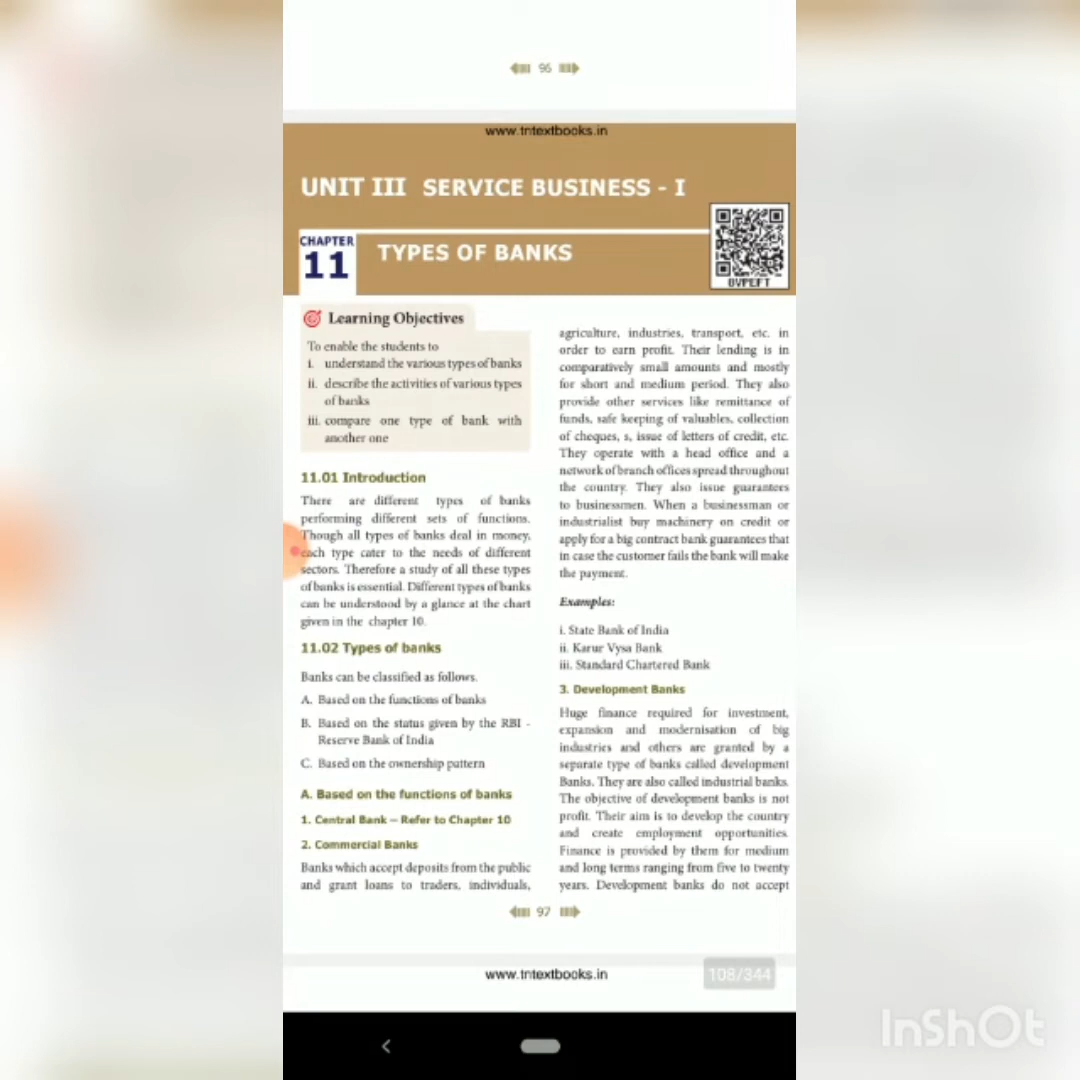 96
www.tntextbooks.in
UNIT III SERVICE BUSINESS - I
CHAPTER
11
TYPES OF BANKS
Learning Objectives
To enable the students to
i. understand the various types of banks
ii. describe the activities of various types
of banks
iii. compare one type of bank with
another one
11.01 Introduction
There are different types of banks
performing different sets of functions.
Though all types of banks deal in money,
each type cater to the needs of different
sectors. Therefore a study of all these types
of banks is essential. Different types of banks
can be understood by a glance at the chart
given in the chapter 10.
11.02 Types of banks
Banks can be classified as follows.
A. Based on the functions of banks
B. Based on the status given by the RBI -
Reserve Bank of India
C. Based on the ownership pattern
A. Based on the functions of banks
1. Central Bank – Refer to Chapter 10
2. Commercial Banks
Banks which accept deposits from the public
and grant loans to traders, individuals,
agriculture, industries, transport, etc. in
order to earn profit. Their lending is in
comparatively small amounts and mostly
for short and medium period. They also
provide other services like remittance of
funds, safe keeping of valuables, collection
of cheques, s, issue of letters of credit, etc.
They operate with a head office and a
network of branch offices spread throughout
the country. They also issue guarantees
to businessmen. When a businessman or
industrialist buy machinery on credit or
apply for a big contract bank guarantees that
in case the customer fails the bank will make
the payment.
Examples:
i. State Bank of India
ii. Karur Vysa Bank
iii. Standard Chartered Bank
3. Development Banks
Huge finance required for investment,
expansion and modernisation of big
industries and others are granted by a
separate type of banks called development
Banks. They are also called industrial banks.
The objective of development banks is not
profit. Their aim is to develop the country
and create employment opportunities.
Finance is provided by them for medium
and long terms ranging from five to twenty
years. Development banks do not accept
97
www.tntextbooks.in
108/344
InShOt